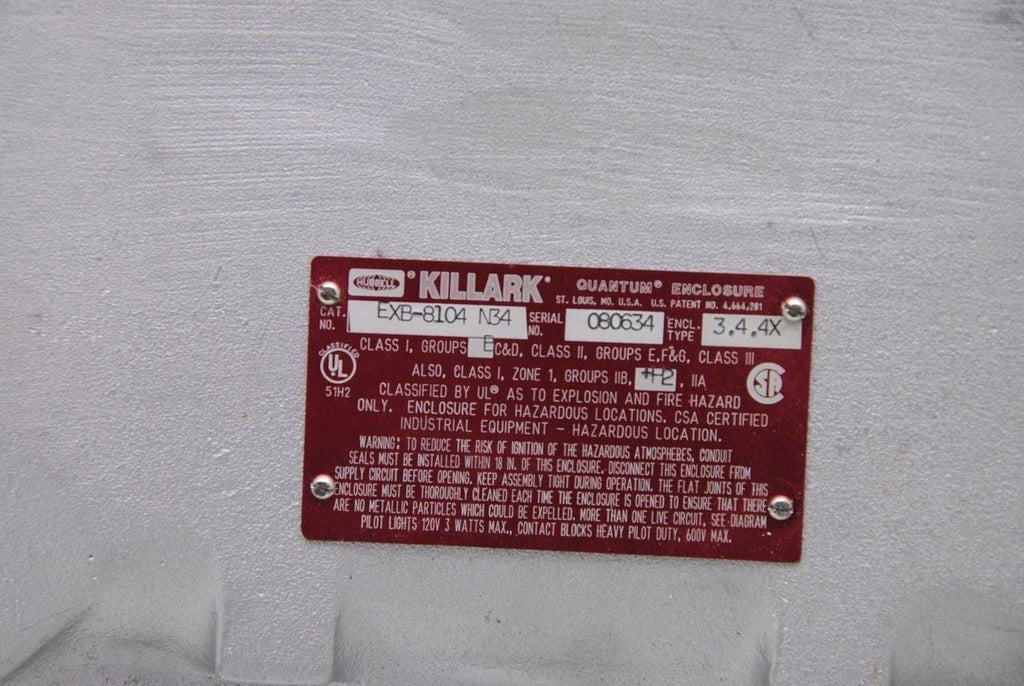 HUBBELL ® KILLARK® QUANTUM® ENCLOSURE
ST. LOUIS, MO. U.S.A. U.S. PATENT NO. 4,664,281
CAT. NO. EXB-8104 N34 SERIAL NO. 080634 ENCL. TYPE 3,4,4X
CLASS I, GROUPS B C&D, CLASS II, GROUPS E,F&G, CLASS III
ALSO, CLASS I, ZONE 1, GROUPS IIB, +H2, IIA
CLASSIFIED UL 51H2
CLASSIFIED BY UL® AS TO EXPLOSION AND FIRE HAZARD
ONLY. ENCLOSURE FOR HAZARDOUS LOCATIONS. CSA CERTIFIED
INDUSTRIAL EQUIPMENT - HAZARDOUS LOCATION.
WARNING: TO REDUCE THE RISK OF IGNITION OF THE HAZARDOUS ATMOSPHEBES, CONDUIT
SEALS MUST BE INSTALLED WITHIN 18 IN. OF THIS ENCLOSURE. DISCONNECT THIS ENCLOSURE FROM
SUPPLY CIRCUIT BEFORE OPENING. KEEP ASSEMBLY TIGHT DURING OPERATION. THE FLAT JOINTS OF THIS
ENCLOSURE MUST BE THOROUGHLY CLEANED EACH TIME THE ENCLOSURE IS OPENED TO ENSURE THAT THERE
ARE NO METALLIC PARTICLES WHICH COULD BE EXPELLED. MORE THAN ONE LIVE CIRCUIT, SEE DIAGRAM
PILOT LIGHTS 120V 3 WATTS MAX., CONTACT BLOCKS HEAVY PILOT DUTY, 600V MAX.